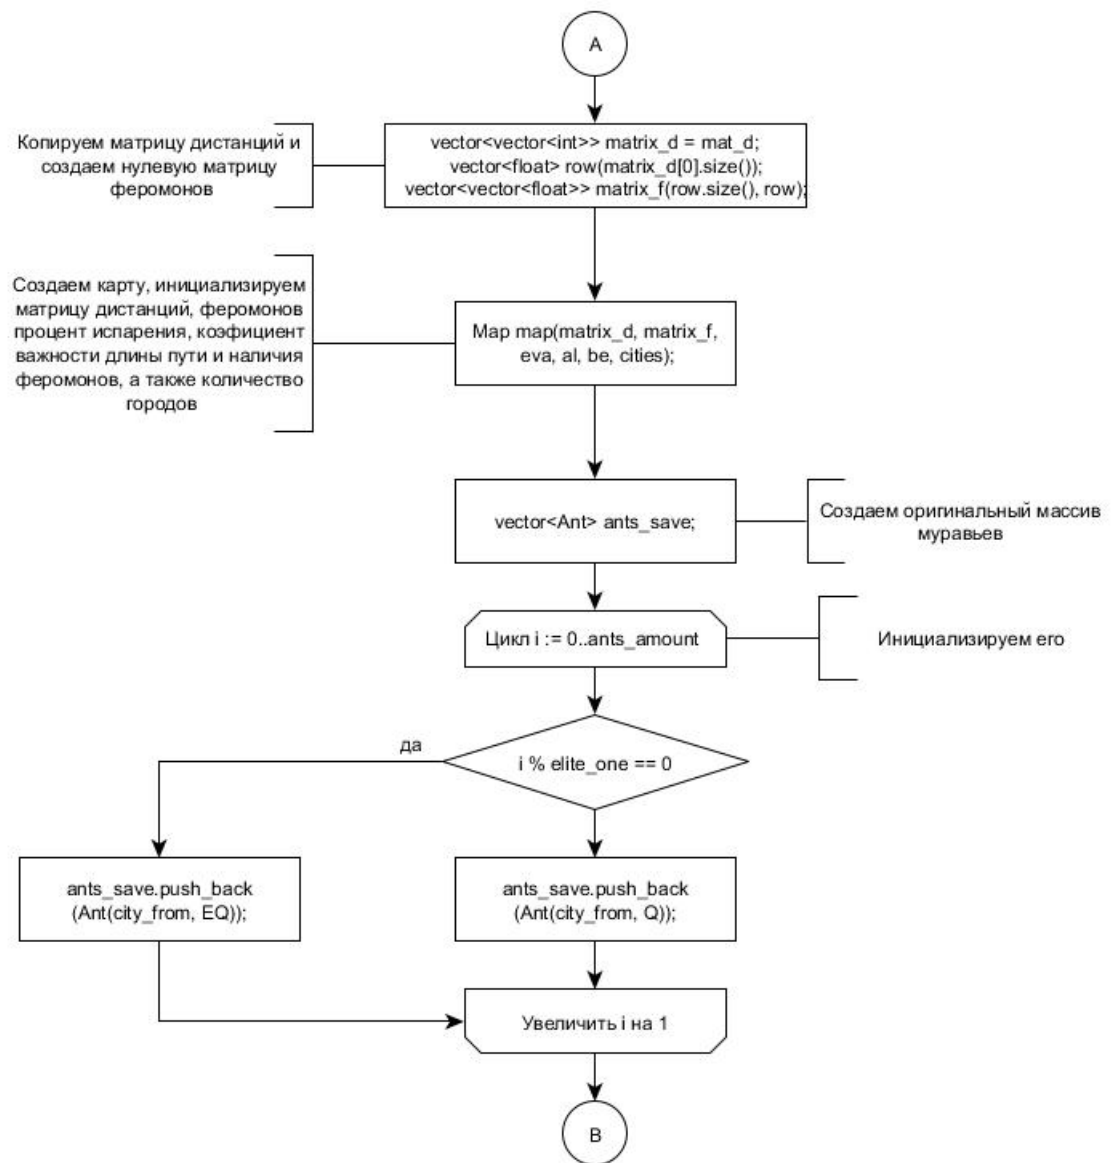 A
Копируем матрицу дистанций и
создаем нулевую матрицу
феромонов
vector<vector<int>> matrix_d = mat_d;
vector<float> row(matrix_d[0].size());
vector<vector<float>> matrix_f(row.size(), row);
Создаем карту, инициализируем
матрицу дистанций, феромонов
процент испарения, коэфициент
важности длины пути и наличия
феромонов, а также количество
городов
Map map(matrix_d, matrix_f,
eva, al, be, cities);
vector<Ant> ants_save;
Создаем оригинальный массив
муравьев
Цикл i := 0..ants_amount
Инициализируем его
да
i % elite_one == 0
ants_save.push_back
(Ant(city_from, EQ));
ants_save.push_back
(Ant(city_from, Q));
Увеличить i на 1
B